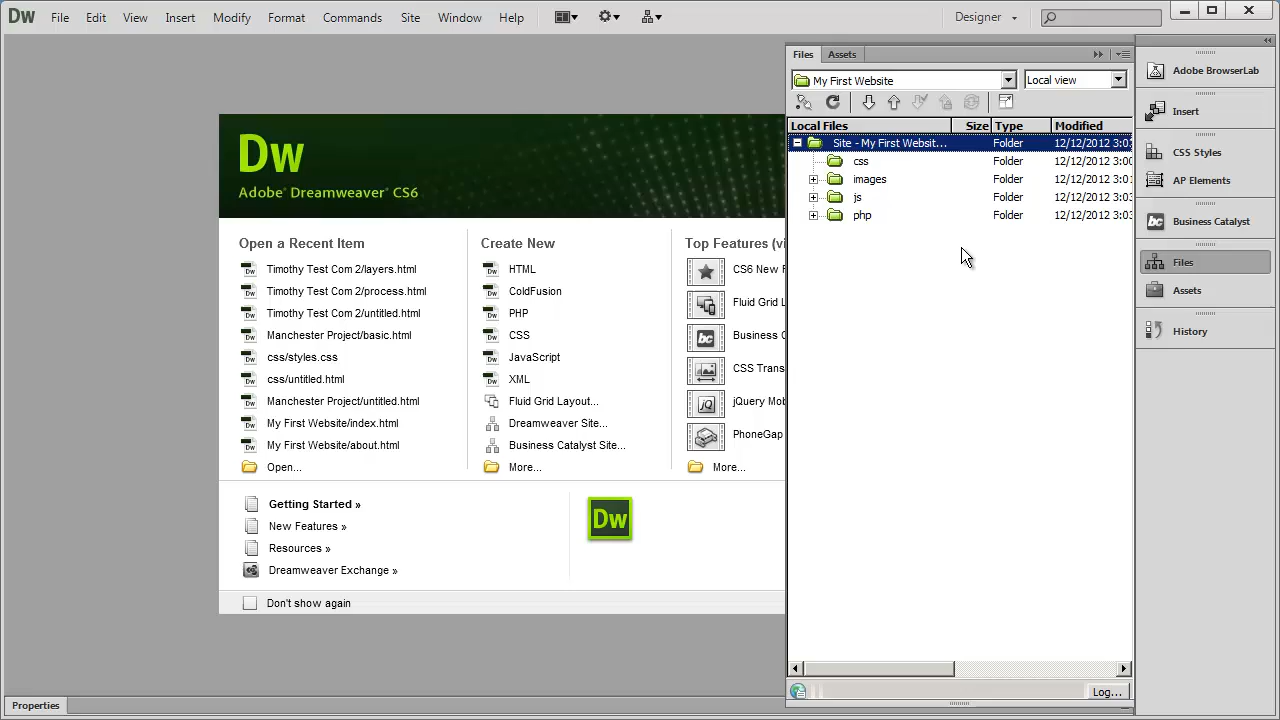 Dw File Edit View Insert Modify Format Commands Site Window Help Designer
Files Assets
My First Website Local view
Local Files Size Type Modified
Site - My First Websit... Folder
css Folder
images Folder
js Folder
php Folder
Dw
Adobe® Dreamweaver® CS6
Open a Recent Item
Timothy Test Com 2/layers.html
Timothy Test Com 2/process.html
Timothy Test Com 2/untitled.html
Manchester Project/basic.html
css/styles.css
css/untitled.html
Manchester Project/untitled.html
My First Website/index.html
My First Website/about.html
Open...
Create New
HTML
ColdFusion
PHP
CSS
JavaScript
XML
Fluid Grid Layout...
Dreamweaver Site...
Business Catalyst Site...
More...
Top Features (vi
CS6 New F
Fluid Grid L
Business C
CSS Trans
jQuery Mob
PhoneGap
More...
Getting Started »
New Features »
Resources »
Dreamweaver Exchange »
Dw
Don't show again
Adobe BrowserLab
Insert
CSS Styles
AP Elements
bc Business Catalyst
Files
Assets
History
Log...
Properties